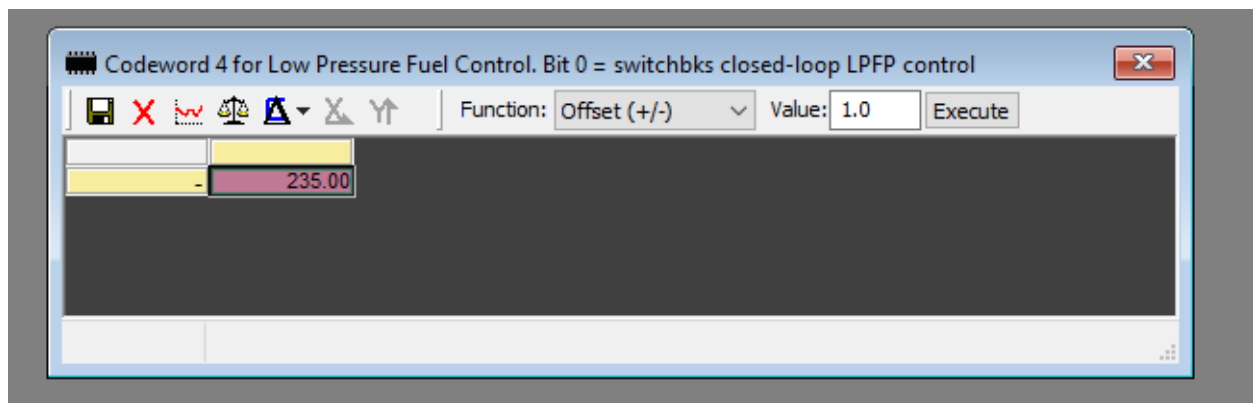 Codeword 4 for Low Pressure Fuel Control. Bit 0 = switchbks closed-loop LPFP control
Function: Offset (+/-) Value: 1.0 Execute
- 235.00